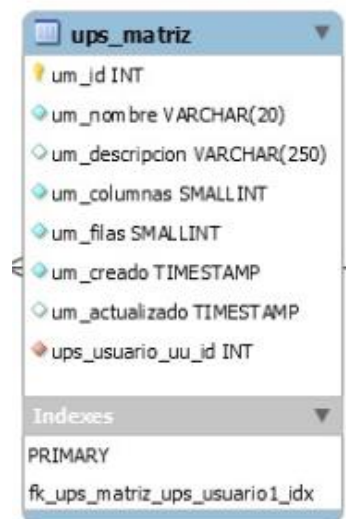 ups_matriz
um_id INT
um_nombre VARCHAR(20)
um_descripcion VARCHAR(250)
um_columnas SMALLINT
um_filas SMALLINT
um_creado TIMESTAMP
um_actualizado TIMESTAMP
ups_usuario_uu_id INT
Indexes
PRIMARY
fk_ups_matriz_ups_usuario1_idx